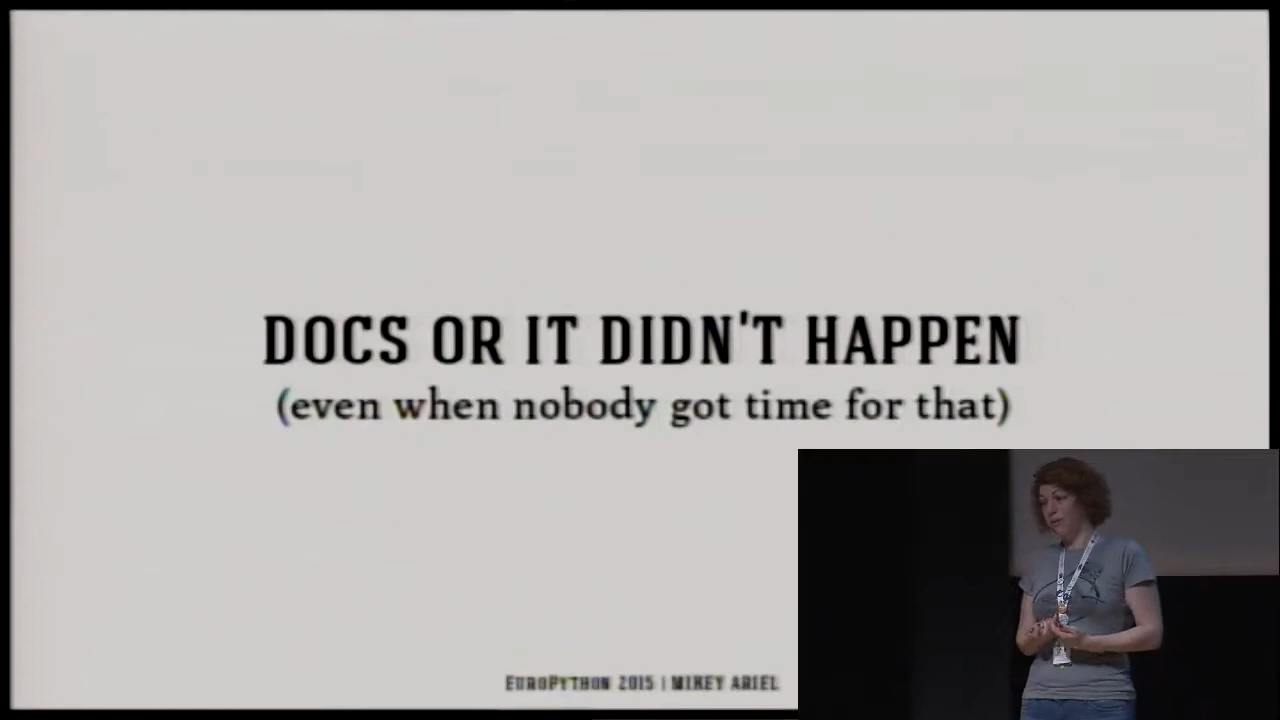 DOCS OR IT DIDN'T HAPPEN
(even when nobody got time for that)
EUROPYTHON 2015 | MIKEY ARIEL